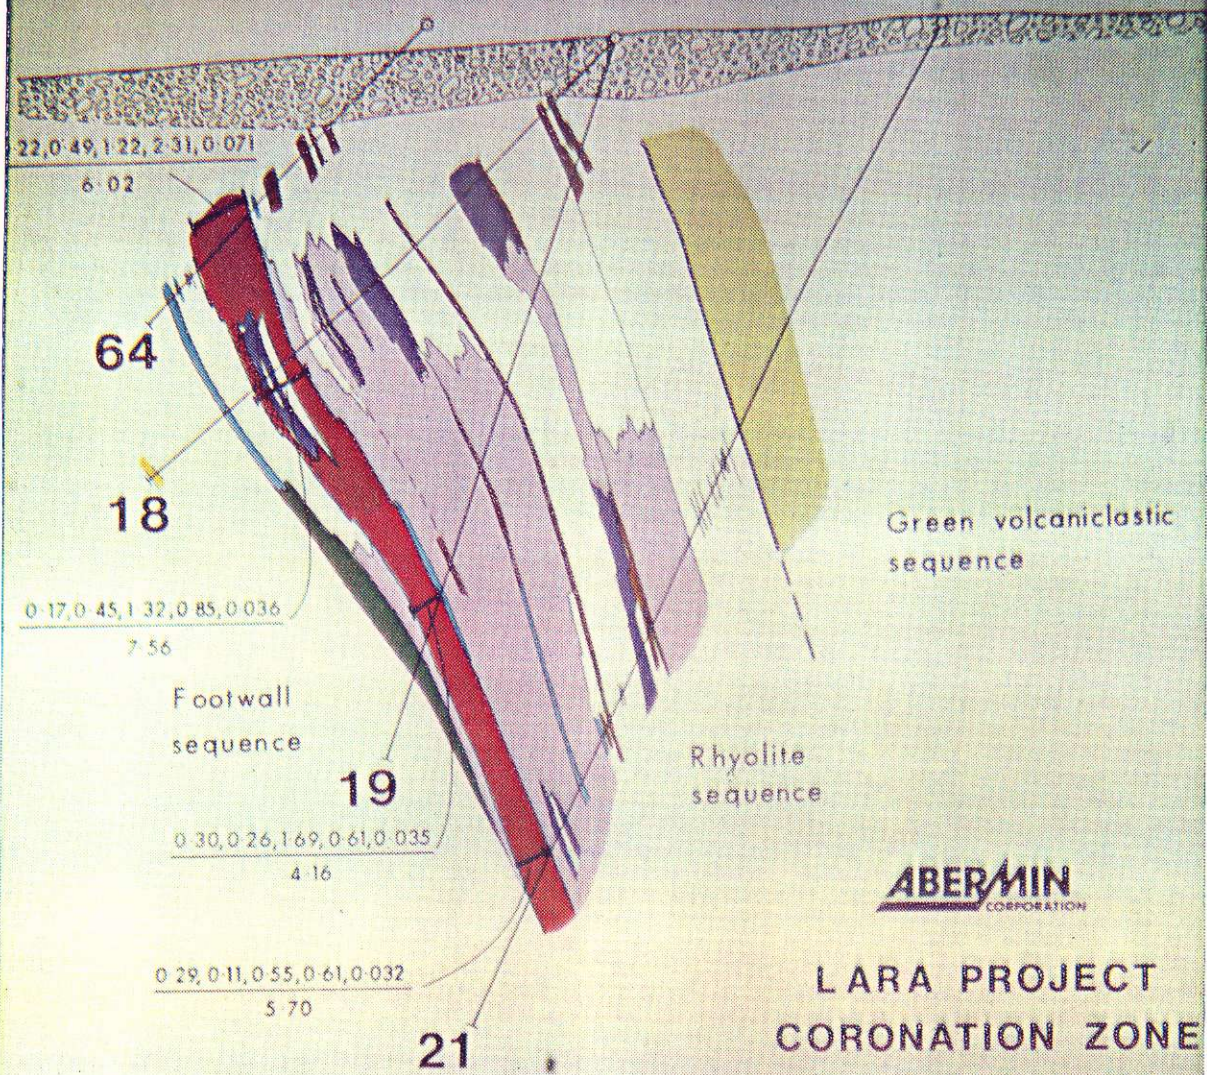 22,0·49,1·22,2·31,0·071
6·02
64
18
0·17,0·45,1·32,0·85,0·036
7·56
Green volcaniclastic
sequence
Footwall
sequence
19
Rhyolite
sequence
0·30,0·26,1·69,0·61,0·035
4·16
ABERMIN
CORPORATION
0·29,0·11,0·55,0·61,0·032
5·70
LARA PROJECT
CORONATION ZONE
21